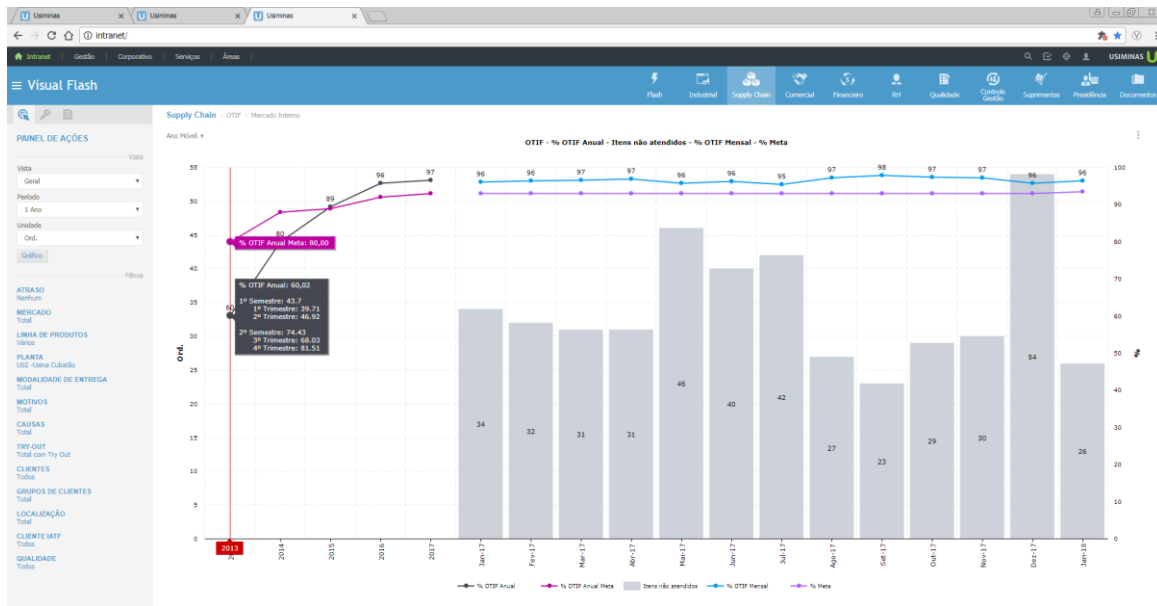 Usiminas
Usiminas
Usiminas
intranet/
Intranet Gestão Corporativo Serviços Áreas USIMINAS
Visual Flash
Flash Industrial Supply Chain Comercial Financeiro RH Qualidade Controle Gestão Suprimentos Presidência Documentos
Supply Chain OTIF Mercado Interno
PAINEL DE AÇÕES
Vista
Vista
Geral
Período
1 Ano
Unidade
Ord.
Gráfico
Filtros
ATRASO
Nenhum
MERCADO
Total
LINHA DE PRODUTOS
Vários
PLANTA
U02 -Usina Cubatão
MODALIDADE DE ENTREGA
Total
MOTIVOS
Total
CAUSAS
Total
TRY-OUT
Total com Try Out
CLIENTES
Todos
GRUPOS DE CLIENTES
Total
LOCALIZAÇÃO
Total
CLIENTE IATF
Todos
QUALIDADE
Todos
Ano Móvel
OTIF - % OTIF Anual - Itens não atendidos - % OTIF Mensal - % Meta
55
50
45
40
35
30
25
20
15
10
5
0
Ord.
60 80 89 96 97
96 96 97 97 96 96 95 97 98 97 97 96 96
% OTIF Anual Meta: 80,00
% OTIF Anual: 60,02
1º Semestre: 43.7
1º Trimestre: 39.71
2º Trimestre: 46.92
2º Semestre: 74.43
3º Trimestre: 68.03
4º Trimestre: 81.51
34 32 31 31 46 40 42 27 23 29 30 54 26
100
90
80
70
60
50
40
30
20
10
0
%
2013 2014 2015 2016 2017 Jan-17 Fev-17 Mar-17 Abr-17 Mai-17 Jun-17 Jul-17 Ago-17 Set-17 Out-17 Nov-17 Dez-17 Jan-18
% OTIF Anual % OTIF Anual Meta Itens não atendidos % OTIF Mensal % Meta